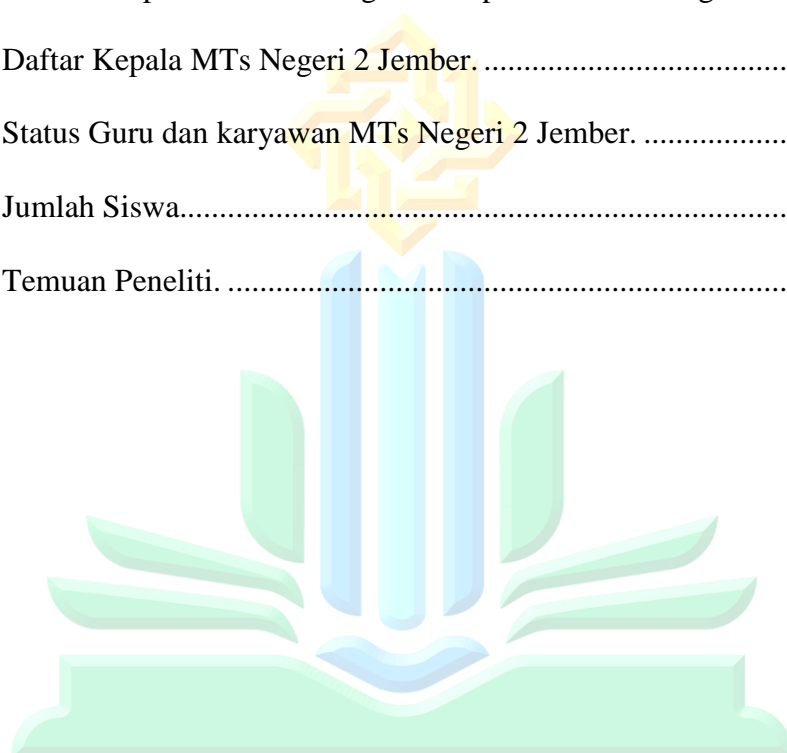 Daftar Kepala MTs Negeri 2 Jember. ......................................
Status Guru dan karyawan MTs Negeri 2 Jember. ..................
Jumlah Siswa............................................................................
Temuan Peneliti. ......................................................................